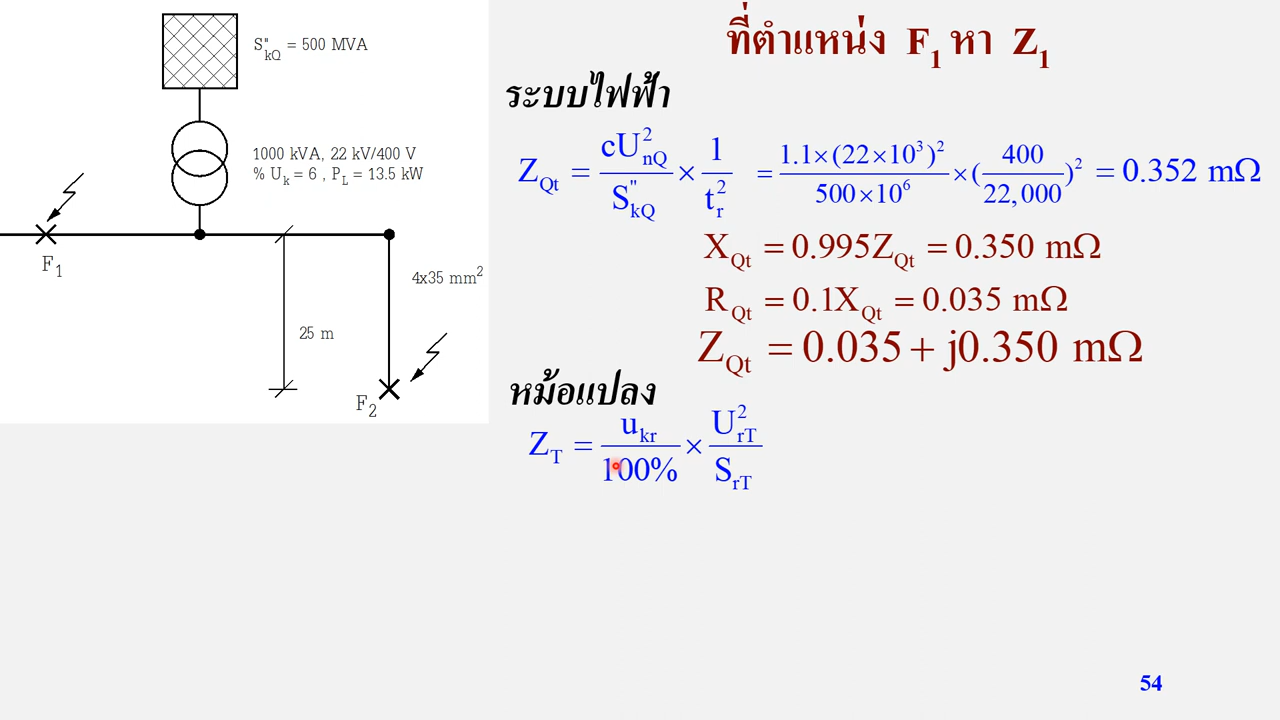 S"kQ = 500 MVA
1000 kVA, 22 kV/400 V
% Uk = 6 , PL = 13.5 kW
F1
4x35 mm²
25 m
F2
ที่ตำแหน่ง F1 หา Z1
ระบบไฟฟ้า
ZQt = cU²nQ / S"kQ × 1 / t²r = 1.1×(22×10³)² / 500×10⁶ ×(400 / 22,000)² = 0.352 mΩ
XQt = 0.995ZQt = 0.350 mΩ
RQt = 0.1XQt = 0.035 mΩ
ZQt = 0.035 + j0.350 mΩ
หม้อแปลง
ZT = ukr / 100% × U²rT / SrT
54